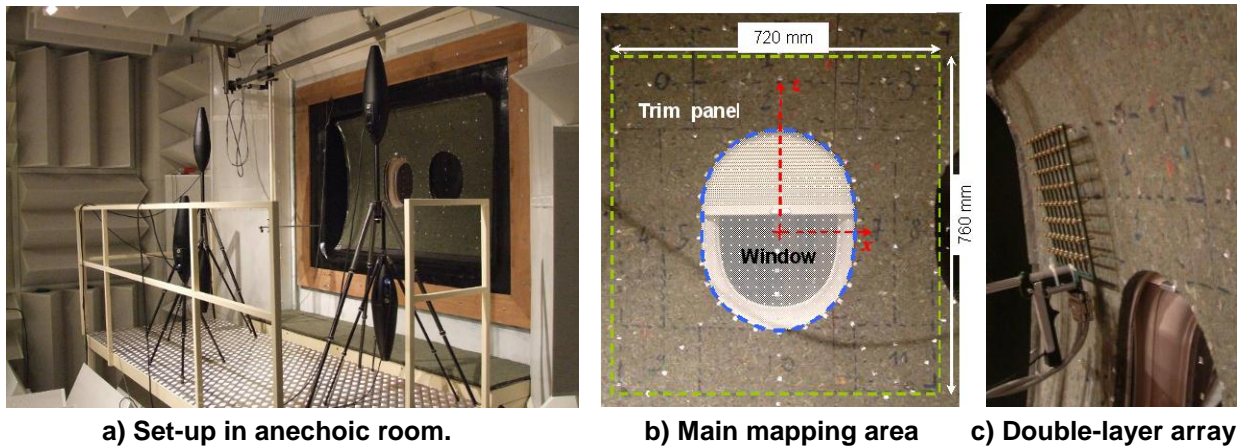 720 mm
z
Trim panel
760 mm
x
Window
a) Set-up in anechoic room.
b) Main mapping area
c) Double-layer array